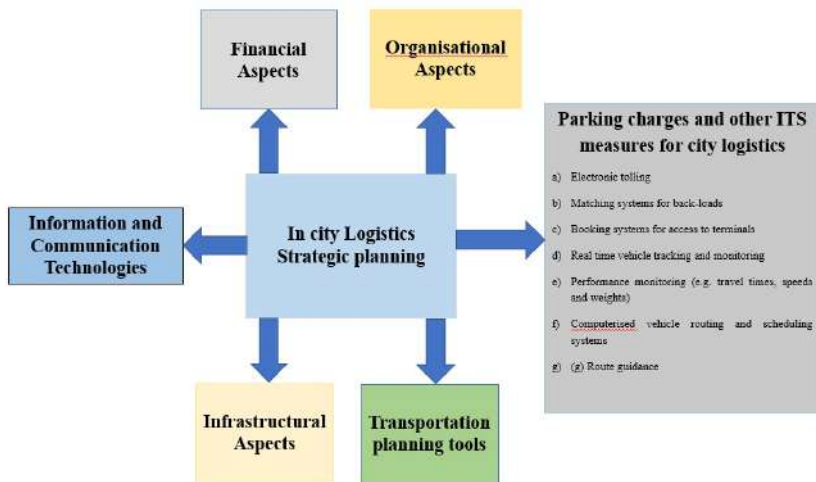 Financial
Aspects
Organisational
Aspects
Parking charges and other ITS
measures for city logistics
a) Electronic tolling
b) Matching systems for back-loads
c) Booking systems for access to terminals
d) Real time vehicle tracking and monitoring
e) Performance monitoring (e.g. travel times, speeds
and weights)
f) Computerised vehicle routing and scheduling
systems
g) (g) Route guidance
Information and
Communication
Technologies
In city Logistics
Strategic planning
Infrastructural
Aspects
Transportation
planning tools